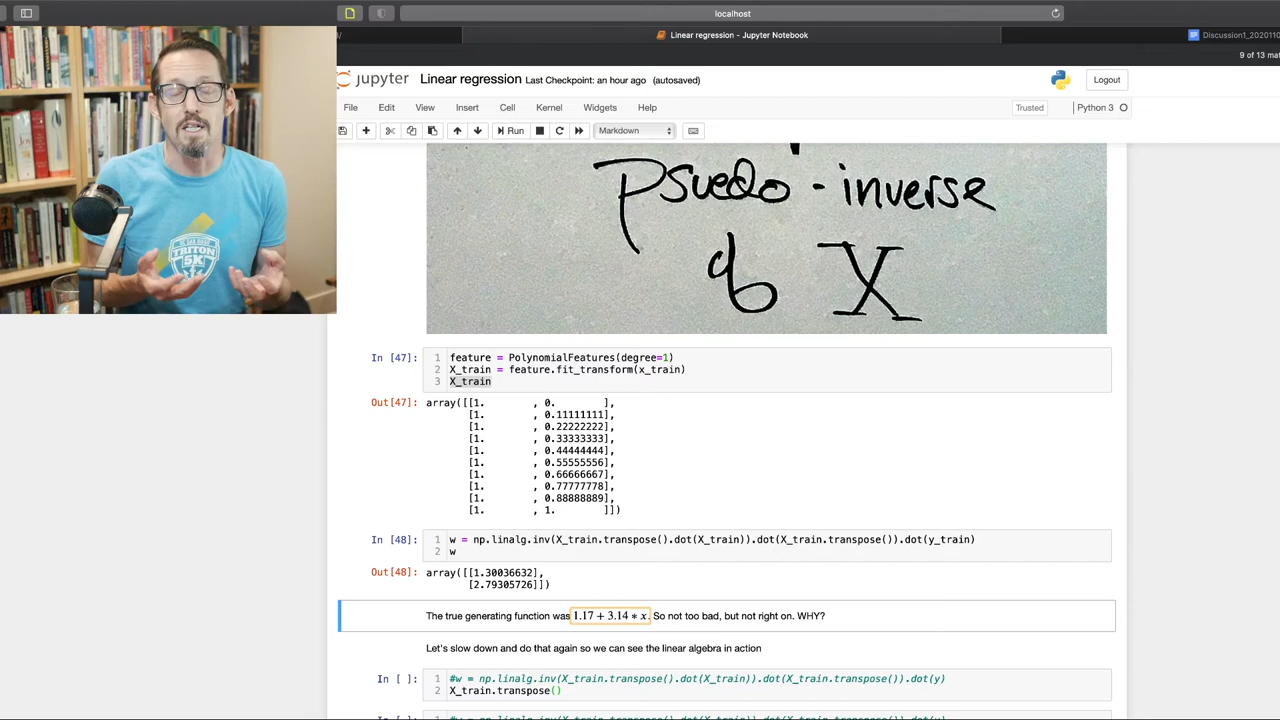 localhost
Linear regression - Jupyter Notebook
Discussion1_2020110
9 of 13 mat
jupyter Linear regression Last Checkpoint: an hour ago (autosaved)
Logout
File Edit View Insert Cell Kernel Widgets Help
Trusted
Python 3
Run
Markdown
psuedo-inverse
of X
TRITON
5K
In [47]:
1 feature = PolynomialFeatures(degree=1)
2 X_train = feature.fit_transform(x_train)
3 X_train
Out[47]: array([[1. , 0. ],
[1. , 0.11111111],
[1. , 0.22222222],
[1. , 0.33333333],
[1. , 0.44444444],
[1. , 0.55555556],
[1. , 0.66666667],
[1. , 0.77777778],
[1. , 0.88888889],
[1. , 1. ]])
In [48]:
1 w = np.linalg.inv(X_train.transpose().dot(X_train)).dot(X_train.transpose()).dot(y_train)
2 w
Out[48]: array([[1.30036632],
[2.79305726]])
The true generating function was 1.17 + 3.14 * x. So not too bad, but not right on. WHY?
Let's slow down and do that again so we can see the linear algebra in action
In [ ]:
1 #w = np.linalg.inv(X_train.transpose().dot(X_train)).dot(X_train.transpose()).dot(y)
2 X_train.transpose()